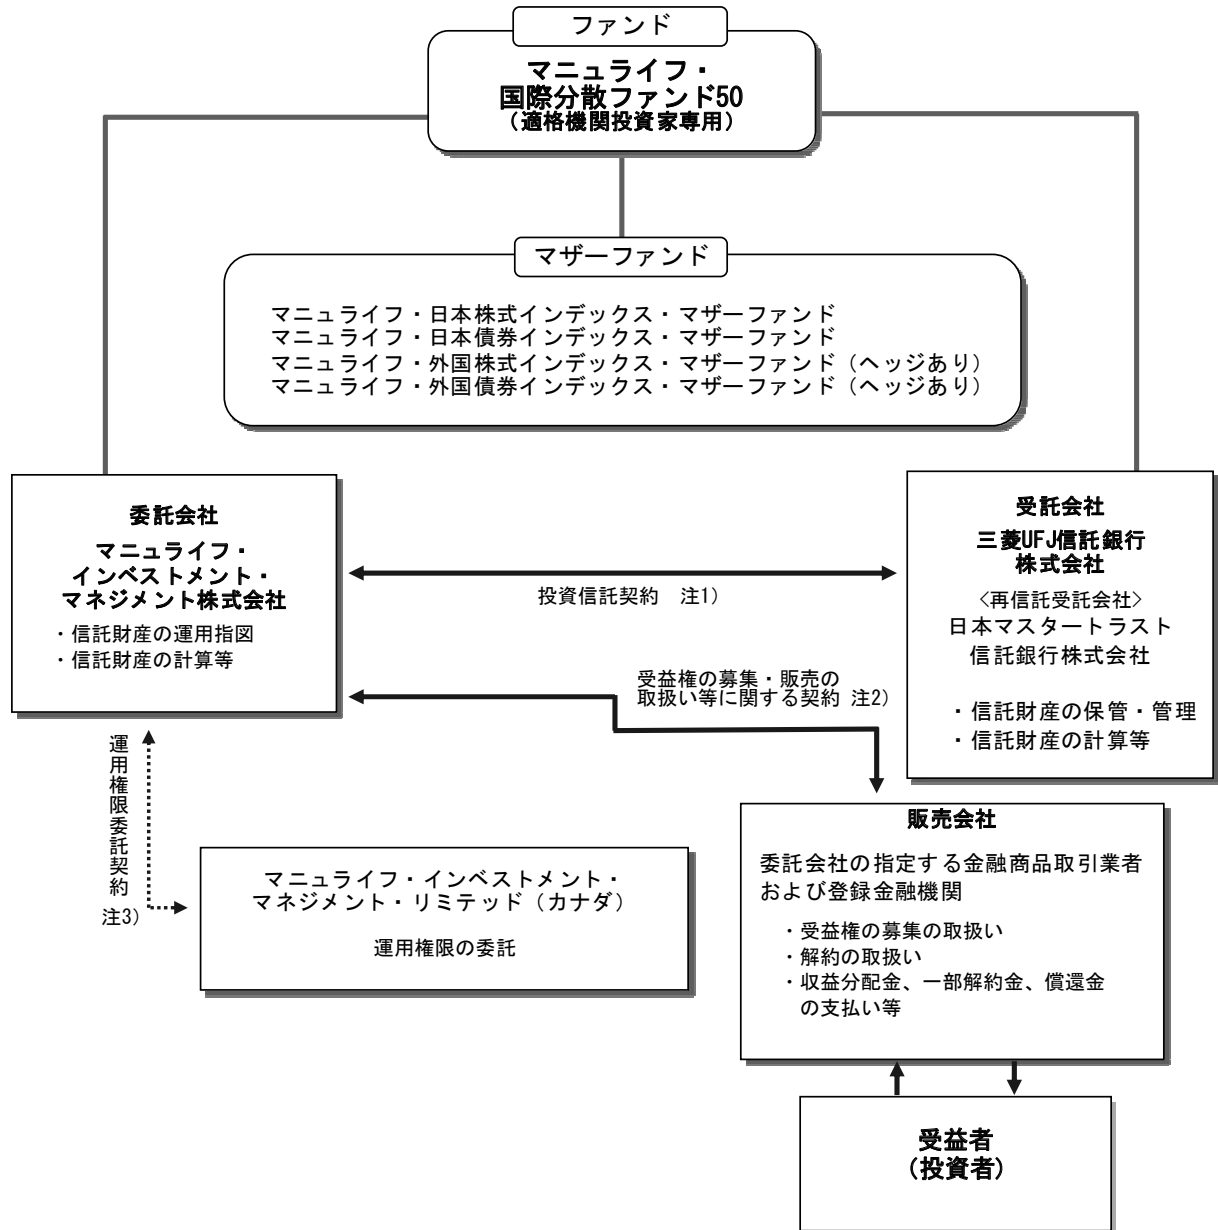 ファンド
マニュライフ・
国際分散ファンド50
（適格機関投資家専用）
マザーファンド
マニュライフ・日本株式インデックス・マザーファンド
マニュライフ・日本債券インデックス・マザーファンド
マニュライフ・外国株式インデックス・マザーファンド（ヘッジあり）
マニュライフ・外国債券インデックス・マザーファンド（ヘッジあり）
委託会社
マニュライフ・
インベストメント・
マネジメント株式会社
・信託財産の運用指図
・信託財産の計算等
投資信託契約　注1）
受託会社
三菱UFJ信託銀行
株式会社
〈再信託受託会社〉
日本マスタートラスト
信託銀行株式会社
・信託財産の保管・管理
・信託財産の計算等
受益権の募集・販売の
取扱い等に関する契約 注2）
運用権限委託契約
注3）
マニュライフ・インベストメント・
マネジメント・リミテッド（カナダ）
運用権限の委託
販売会社
委託会社の指定する金融商品取引業者
および登録金融機関
・受益権の募集の取扱い
・解約の取扱い
・収益分配金、一部解約金、償還金
の支払い等
受益者
（投資者）